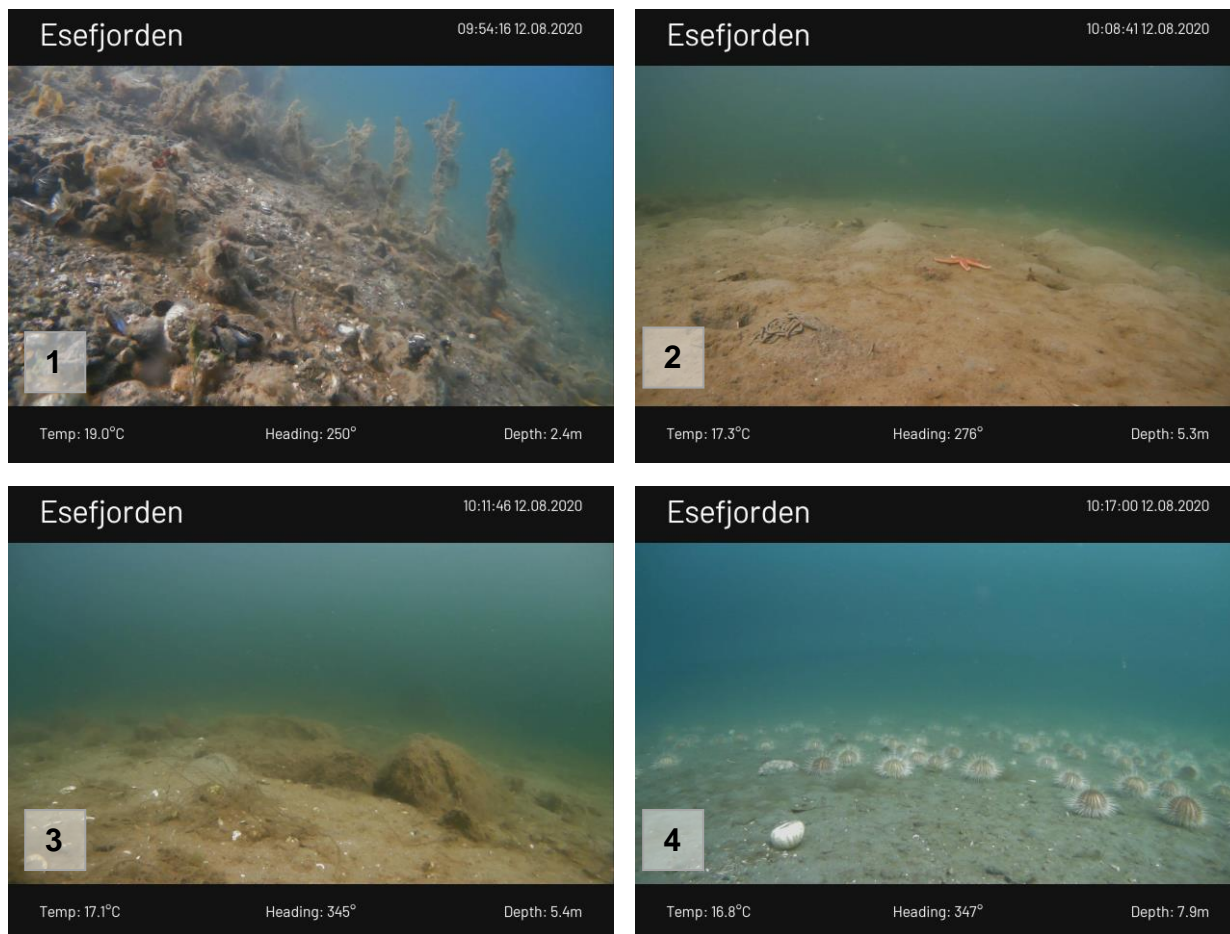 Esefjorden
09:54:16 12.08.2020
1
Temp: 19.0°C
Heading: 250°
Depth: 2.4m
Esefjorden
10:08:41 12.08.2020
2
Temp: 17.3°C
Heading: 276°
Depth: 5.3m
Esefjorden
10:11:46 12.08.2020
3
Temp: 17.1°C
Heading: 345°
Depth: 5.4m
Esefjorden
10:17:00 12.08.2020
4
Temp: 16.8°C
Heading: 347°
Depth: 7.9m